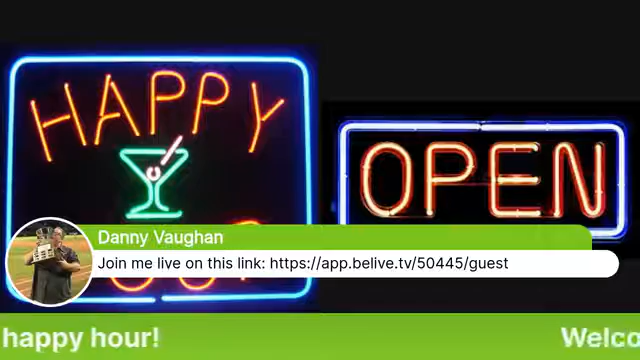 HAPPY
OPEN
Danny Vaughan
Join me live on this link: https://app.belive.tv/50445/guest
happy hour!
Welco